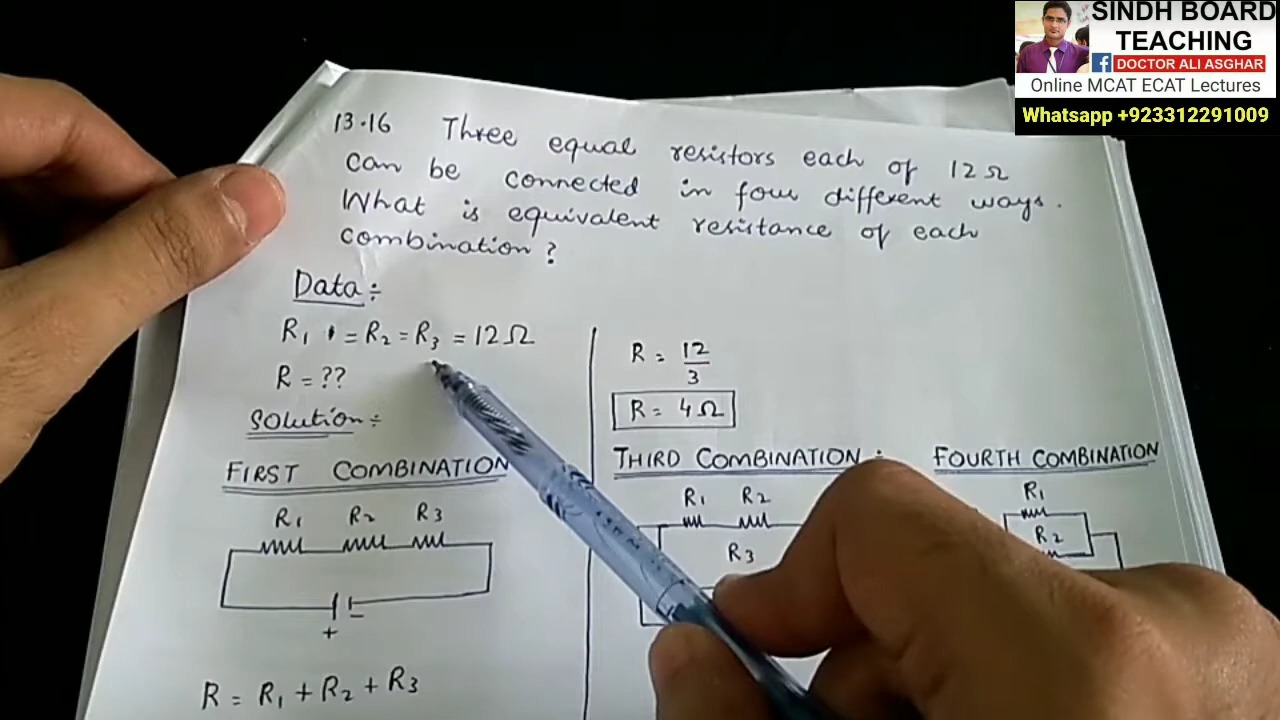 SINDH BOARD
TEACHING
f DOCTOR ALI ASGHAR
Online MCAT ECAT Lectures
Whatsapp +923312291009
13.16 Three equal resistors each of 12Ω
can be connected in four different ways.
What is equivalent resistance of each
combination?
Data:
R1 = R2 = R3 = 12Ω
R = ??
Solution:
FIRST COMBINATION
R1 R2 R3
+
R = R1 + R2 + R3
R = 12/3
R = 4Ω
THIRD COMBINATION:
R1 R2
R3
FOURTH COMBINATION
R1
R2